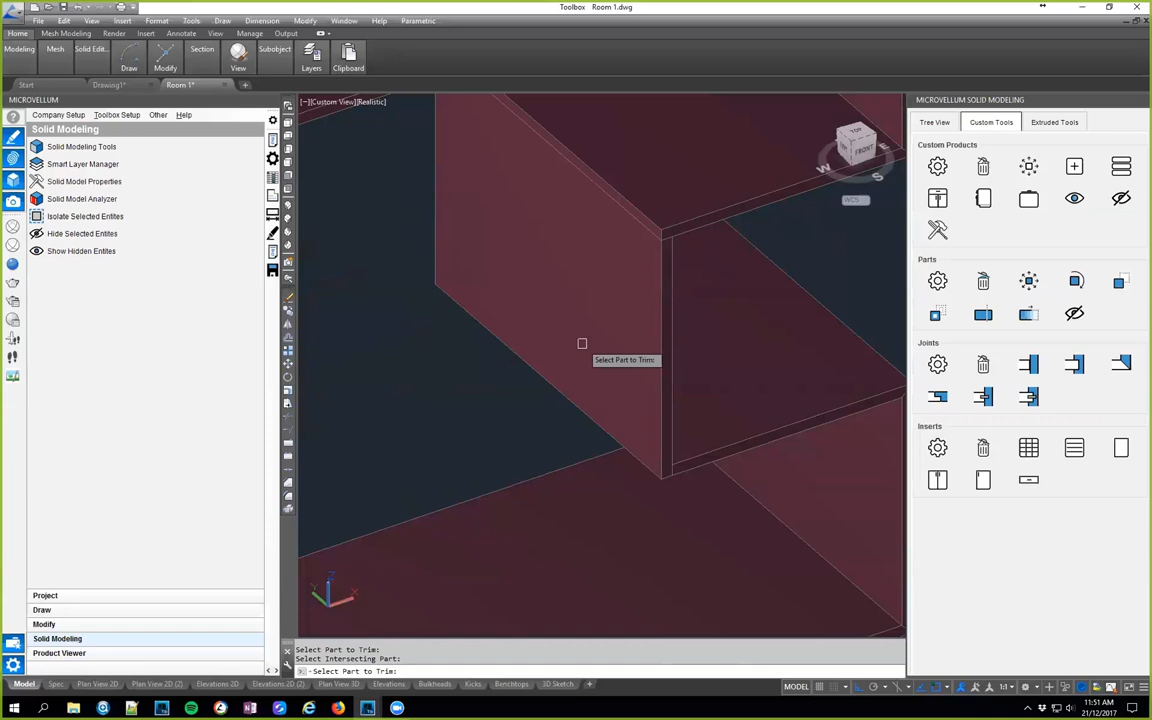 Toolbox Room 1.dwg
File Edit View Insert Format Tools Draw Dimension Modify Window Help Parametric
Home Mesh Modeling Render Insert Annotate View Manage Output
Modeling Mesh Solid Edit... Draw Modify Section View Subobject Layers Clipboard
Start Drawing1* Room 1*
MICROVELLUM
Company Setup Toolbox Setup Other Help
Solid Modeling
Solid Modeling Tools
Smart Layer Manager
Solid Model Properties
Solid Model Analyzer
Isolate Selected Entites
Hide Selected Entities
Show Hidden Entites
Project
Draw
Modify
Solid Modeling
Product Viewer
[−][Custom View][Realistic]
TOP
FRONT
W
E
S
WCS
Select Part to Trim:
Z
Y
X
Select Part to Trim:
Select Intersecting Part:
Select Part to Trim:
MICROVELLUM SOLID MODELING
Tree View Custom Tools Extruded Tools
Custom Products
Parts
Joints
Inserts
Model Spec Plan View 2D Plan View 2D (2) Elevations 2D Elevations 2D (2) Plan View 3D Elevations Bulkheads Kicks Benchtops 3D Sketch
MODEL 1:1
11:51 AM
21/12/2017